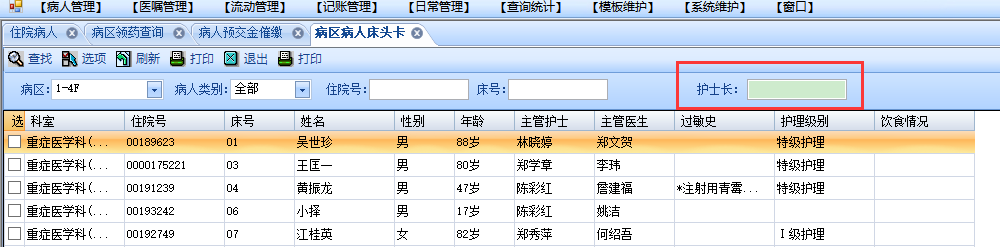 【病人管理】 【医嘱管理】 【流动管理】 【记账管理】 【日常管理】 【查询统计】 【模板维护】 【系统维护】 【窗口】
住院病人 病区领药查询 病人预交金催缴 病区病人床头卡
查找 选项 刷新 打印 退出 打印
病区: 1-4F 病人类别: 全部 住院号: 床号: 护士长:
选 科室 住院号 床号 姓名 性别 年龄 主管护士 主管医生 过敏史 护理级别 饮食情况
重症医学科(... 00189623 01 吴世珍 男 88岁 林晓婷 郑文贺 特级护理
重症医学科(... 0000175221 03 王匡一 男 80岁 郑学章 李玮
重症医学科(... 00191239 04 黄振龙 男 47岁 陈彩红 詹建福 *注射用青霉... 特级护理
重症医学科(... 00193242 06 小择 男 17岁 陈彩红 姚洁
重症医学科(... 00192749 07 江桂英 女 82岁 郑秀萍 何绍吾 Ⅰ级护理